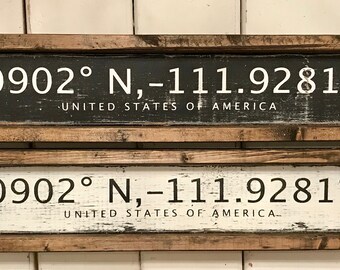 0902° N,-111.9281
UNITED STATES OF AMERICA
0902° N,-111.9281
UNITED STATES OF AMERICA